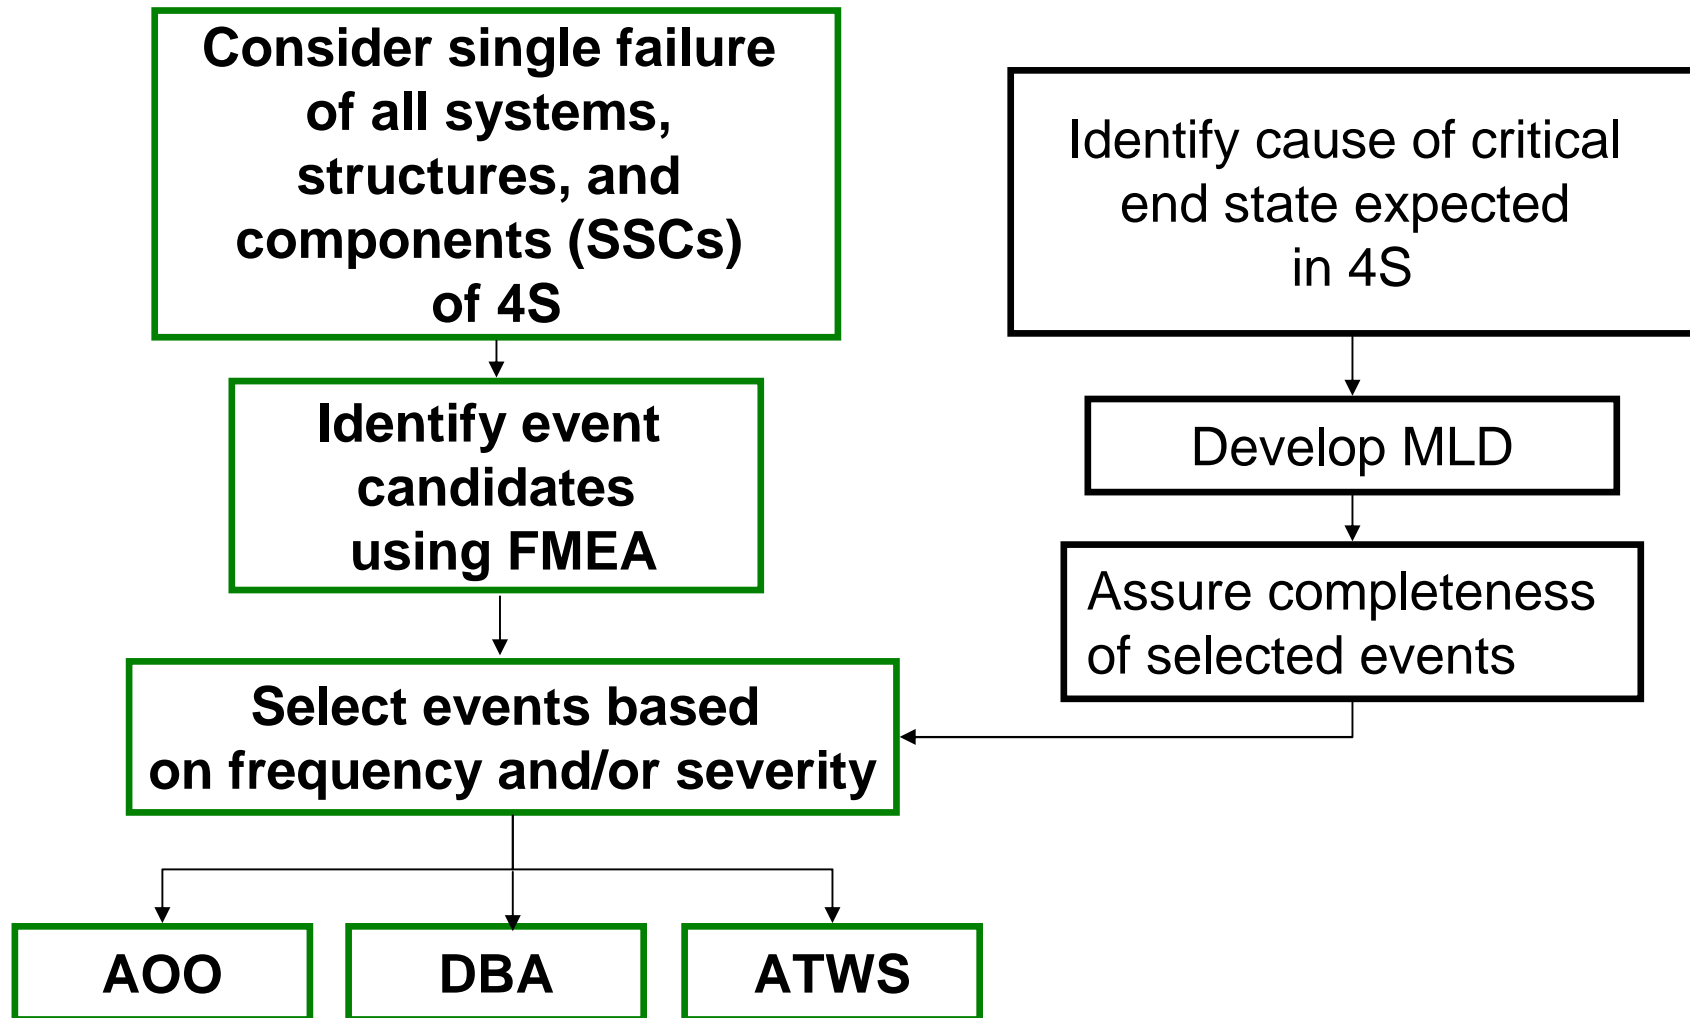 Consider single failure
of all systems,
structures, and
components (SSCs)
of 4S
Identify event
candidates
using FMEA
Select events based
on frequency and/or severity
AOO
DBA
ATWS
Identify cause of critical
end state expected
in 4S
Develop MLD
Assure completeness
of selected events